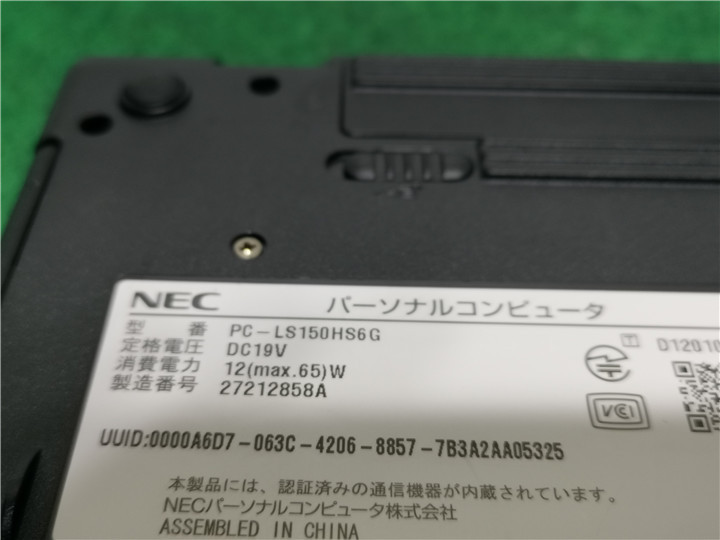 NEC パーソナルコンピュータ
型 番 PC-LS150HS6G
定格電圧 DC19V
消費電力 12(max.65)W
製造番号 27212858A
T D12010
VCI
UUID:0000A6D7-063C-4206-8857-7B3A2AA05325
本製品には、認証済みの通信機器が内蔵されています。
NECパーソナルコンピュータ株式会社
ASSEMBLED IN CHINA